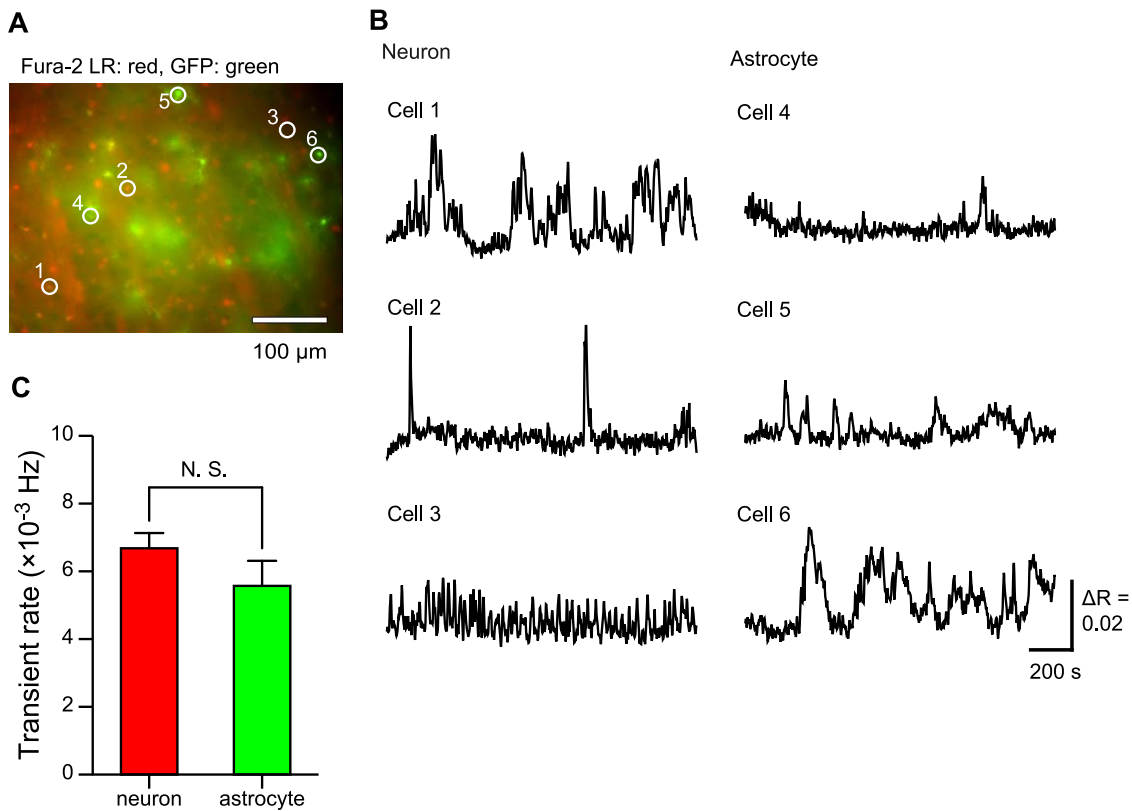 A
Fura-2 LR: red, GFP: green
5
3
6
2
4
1
100 µm
B
Neuron
Astrocyte
Cell 1
Cell 4
Cell 2
Cell 5
Cell 3
Cell 6
ΔR =
0.02
200 s
C
Transient rate (×10⁻³ Hz)
10
8
6
4
2
0
N. S.
neuron
astrocyte